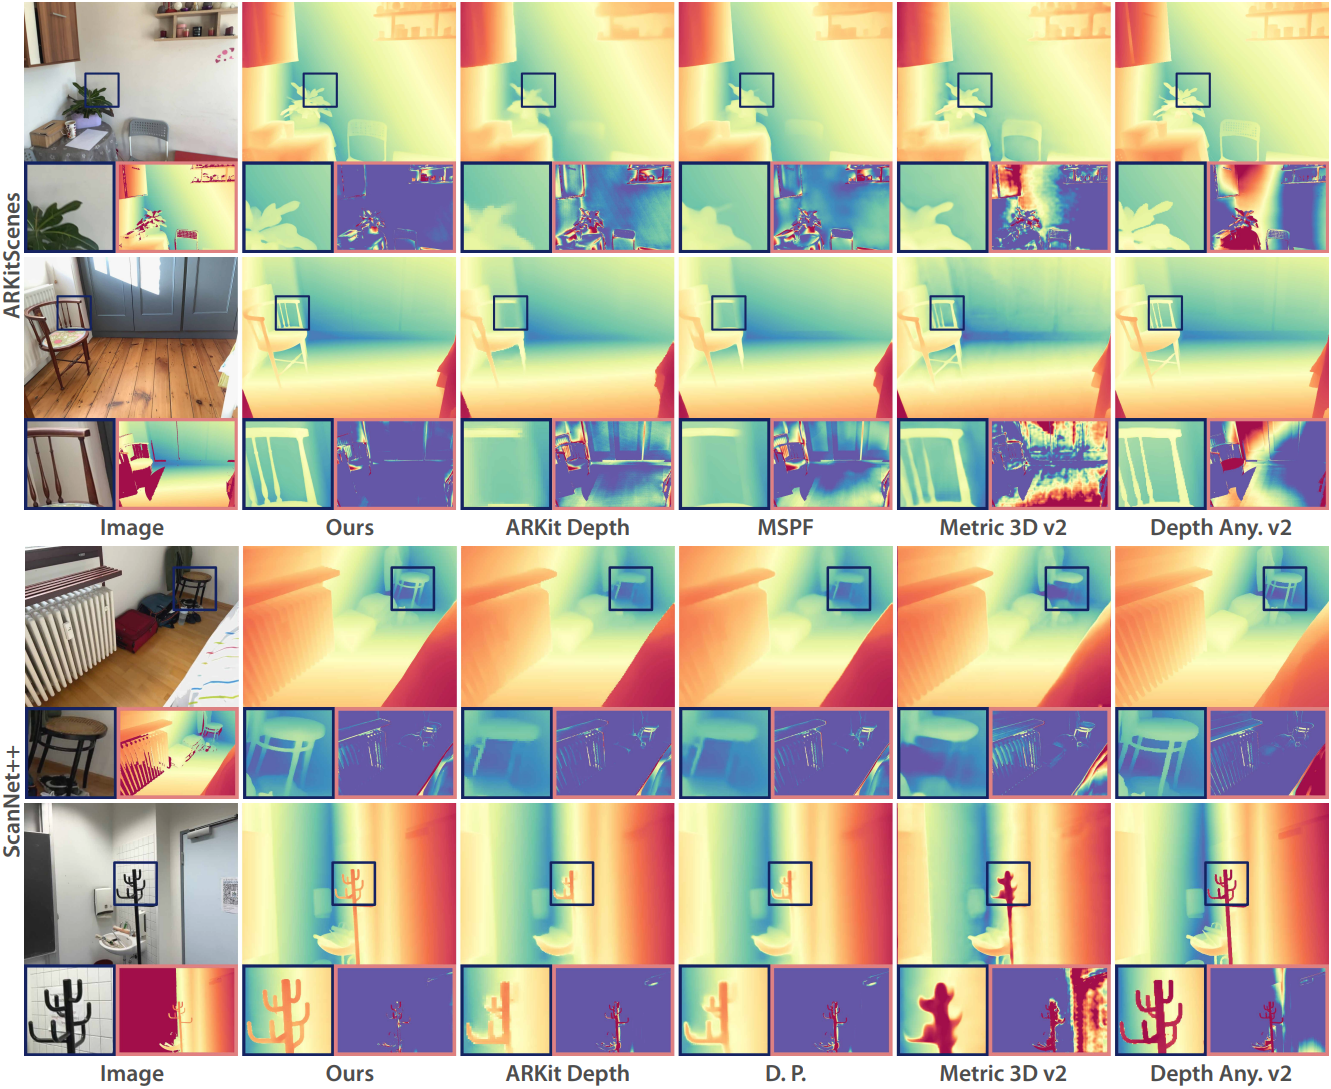 ARKitScenes
Image Ours ARKit Depth MSPF Metric 3D v2 Depth Any. v2
ScanNet++
Image Ours ARKit Depth D. P. Metric 3D v2 Depth Any. v2